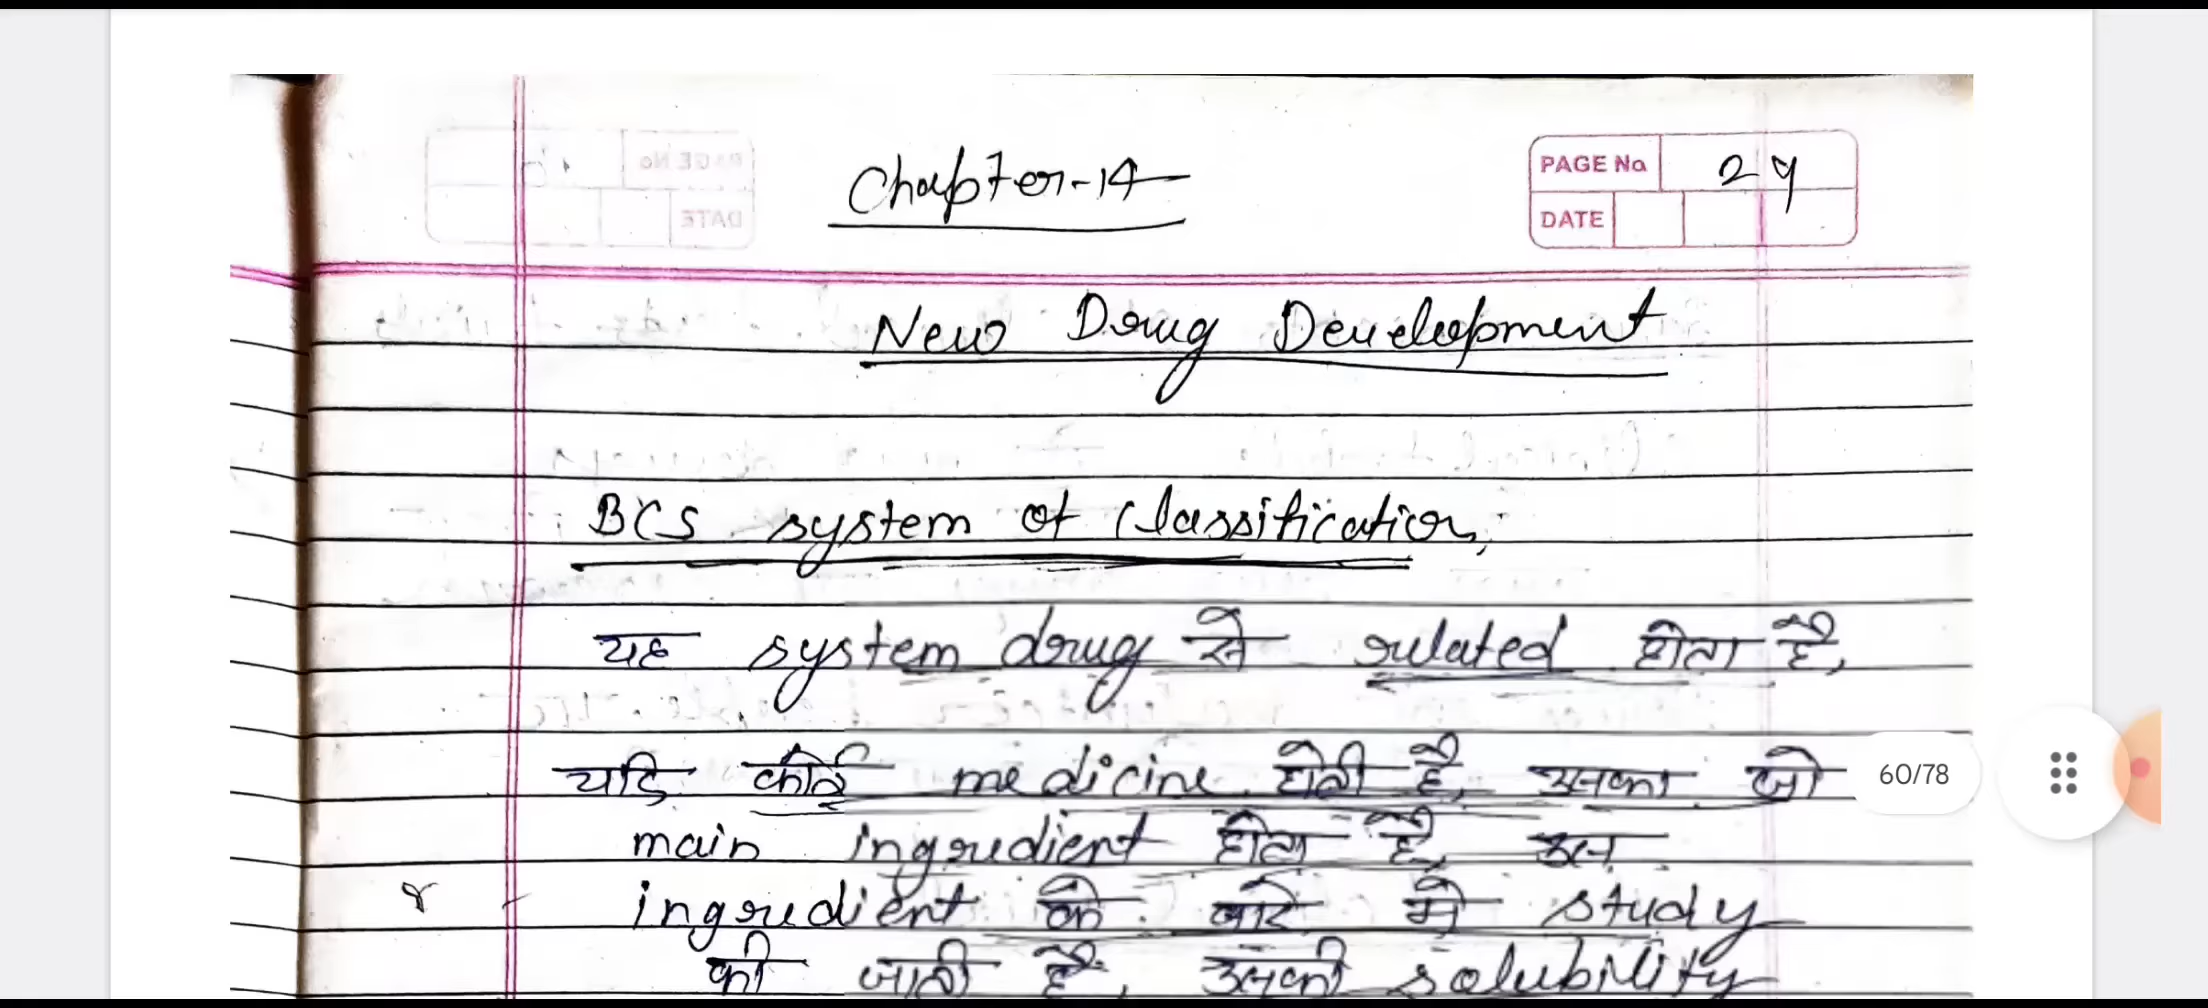 Chapter-14
PAGE No 24
DATE
New Drug Development
BCS system of classification;
यह system drug से related होता है,
यदि कोई medicine होती है, उसका जो
60/78
main ingredient होता है, उस
ingredient के बारे में study
की जाती है, उसकी solubility